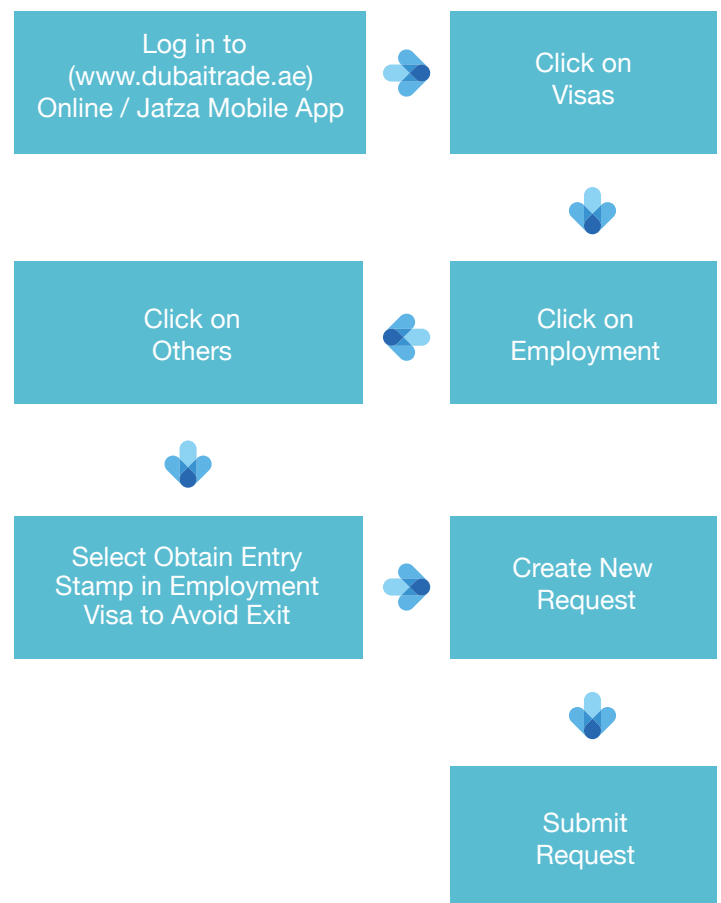 Log in to
(www.dubaitrade.ae)
Online / Jafza Mobile App
Click on
Visas
Click on
Employment
Click on
Others
Select Obtain Entry
Stamp in Employment
Visa to Avoid Exit
Create New
Request
Submit
Request